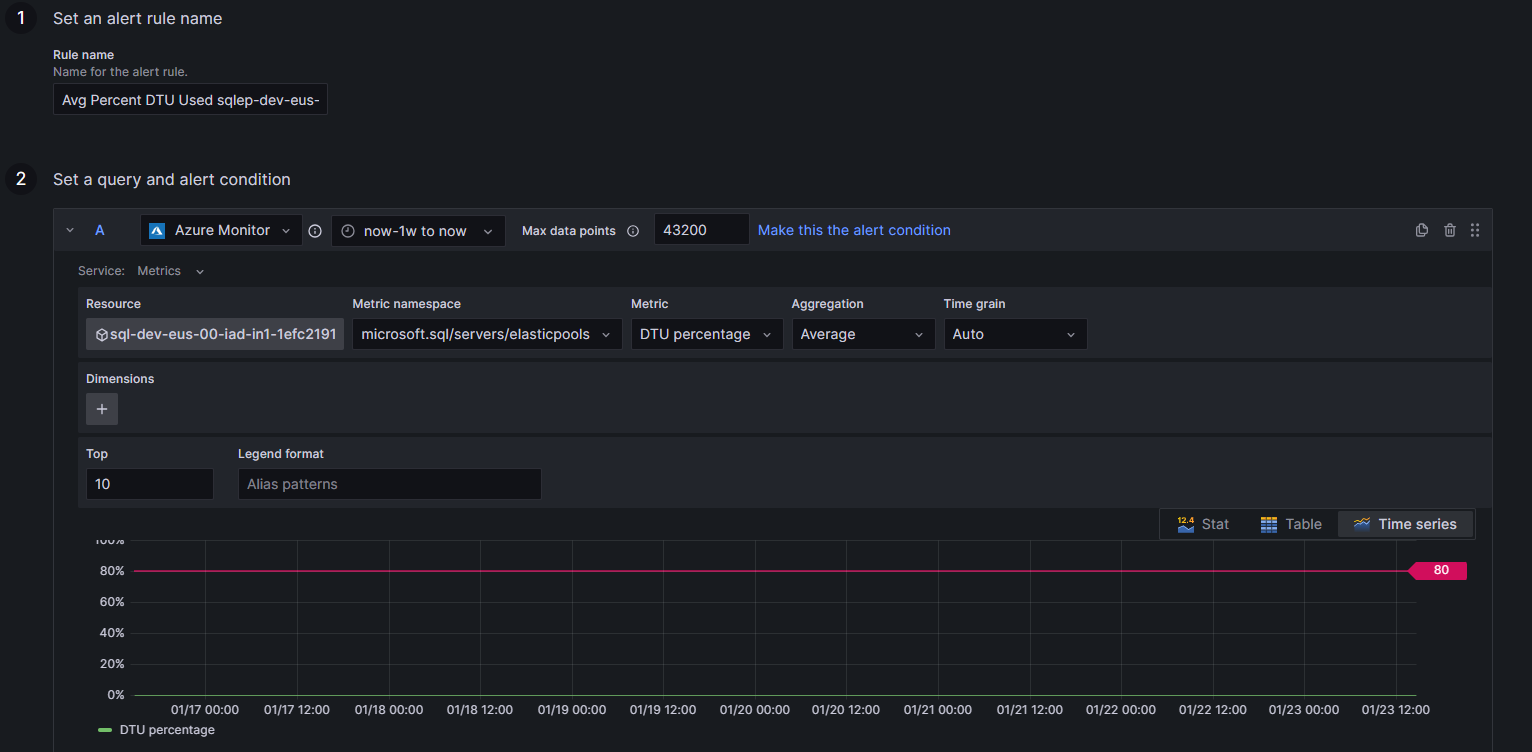 1 Set an alert rule name
Rule name
Name for the alert rule.
Avg Percent DTU Used sqlep-dev-eus-
2 Set a query and alert condition
A Azure Monitor now-1w to now Max data points 43200 Make this the alert condition
Service: Metrics
Resource Metric namespace Metric Aggregation Time grain
sql-dev-eus-00-iad-in1-1efc2191 microsoft.sql/servers/elasticpools DTU percentage Average Auto
Dimensions
+
Top Legend format
10 Alias patterns
12.4 Stat Table Time series
100%
80% 80
60%
40%
20%
0%
01/17 00:00 01/17 12:00 01/18 00:00 01/18 12:00 01/19 00:00 01/19 12:00 01/20 00:00 01/20 12:00 01/21 00:00 01/21 12:00 01/22 00:00 01/22 12:00 01/23 00:00 01/23 12:00
DTU percentage